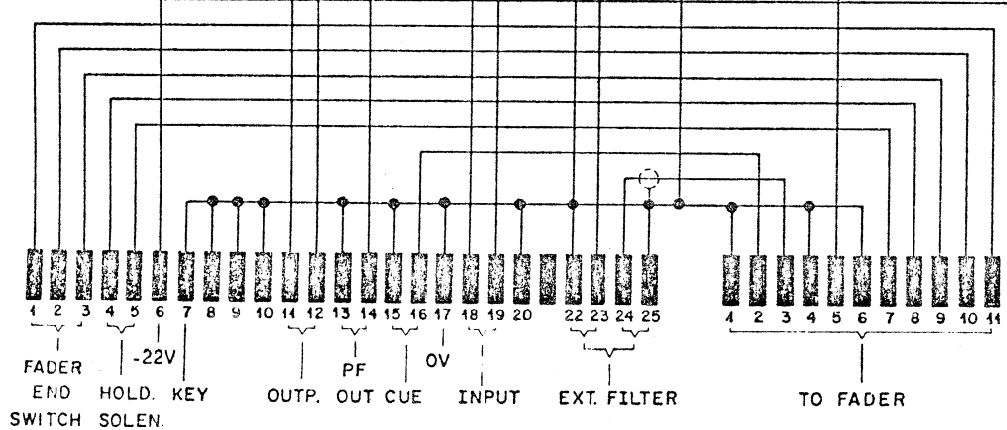 1 2 3 4 5 6 7 8 9 10 11 12 13 14 15 16 17 18 19 20 22 23 24 25 1 2 3 4 5 6 7 8 9 10 11
FADER END SWITCH
HOLD. SOLEN.
-22V
KEY
OUTP.
PF OUT
CUE
0V
INPUT
EXT. FILTER
TO FADER